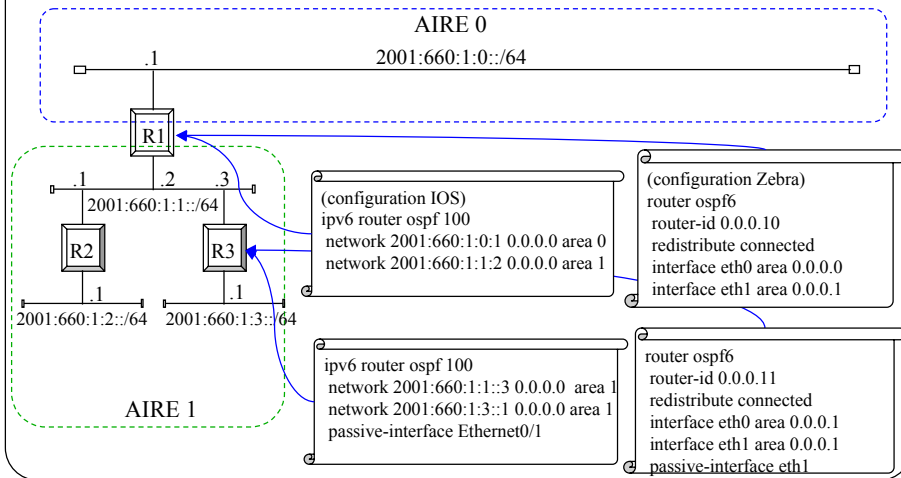 AIRE 0
2001:660:1:0::/64
.1
R1
.1
.2
.3
2001:660:1:1::/64
R2
R3
.1
.1
2001:660:1:2::/64
2001:660:1:3::/64
AIRE 1
(configuration IOS)
ipv6 router ospf 100
network 2001:660:1:0:1 0.0.0.0 area 0
network 2001:660:1:1:2 0.0.0.0 area 1
(configuration Zebra)
router ospf6
router-id 0.0.0.10
redistribute connected
interface eth0 area 0.0.0.0
interface eth1 area 0.0.0.1
ipv6 router ospf 100
network 2001:660:1:1::3 0.0.0.0 area 1
network 2001:660:1:3::1 0.0.0.0 area 1
passive-interface Ethernet0/1
router ospf6
router-id 0.0.0.11
redistribute connected
interface eth0 area 0.0.0.1
interface eth1 area 0.0.0.1
passive-interface eth1